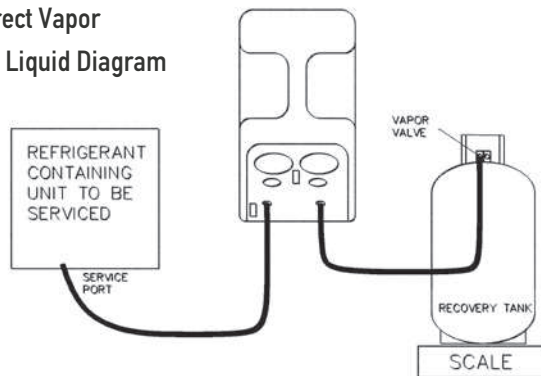 rect Vapor
Liquid Diagram
REFRIGERANT
CONTAINING
UNIT TO BE
SERVICED
SERVICE
PORT
VAPOR
VALVE
RECOVERY TANK
SCALE